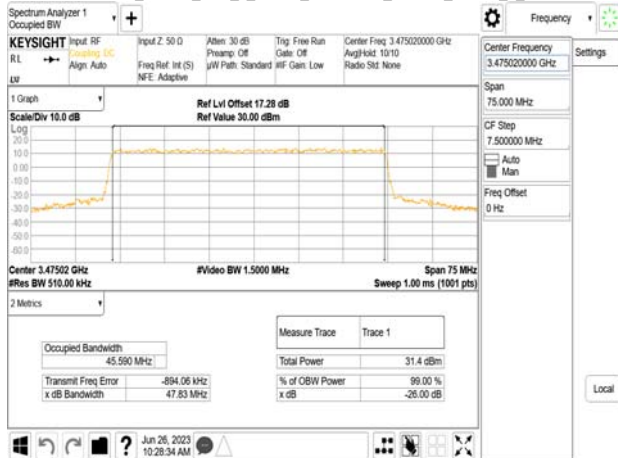 Spectrum Analyzer 1
Occupied BW
Frequency
KEYSIGHT
RL
LXI
Input: RF
Coupling: DC
Align: Auto
Input Z: 50 Ω
Freq Ref: Int (S)
NFE: Adaptive
Atten: 30 dB
Preamp: Off
µW Path: Standard
Trig: Free Run
Gate: Off
#IF Gain: Low
Center Freq: 3.475020000 GHz
Avg|Hold: 10/10
Radio Std: None
Center Frequency
3.475020000 GHz
Settings
Span
75.000 MHz
CF Step
7.500000 MHz
Auto
Man
Freq Offset
0 Hz
Local
1 Graph
Scale/Div 10.0 dB
Ref Lvl Offset 17.28 dB
Ref Value 30.00 dBm
Log
20.0
10.0
0.00
-10.0
-20.0
-30.0
-40.0
-50.0
-60.0
Center 3.47502 GHz
#Res BW 510.00 kHz
#Video BW 1.5000 MHz
Span 75 MHz
Sweep 1.00 ms (1001 pts)
2 Metrics
Measure Trace Trace 1
Occupied Bandwidth
45.590 MHz
Total Power 31.4 dBm
Transmit Freq Error -894.06 kHz
% of OBW Power 99.00 %
x dB Bandwidth 47.83 MHz
x dB -26.00 dB
?
Jun 26, 2023
10:28:34 AM